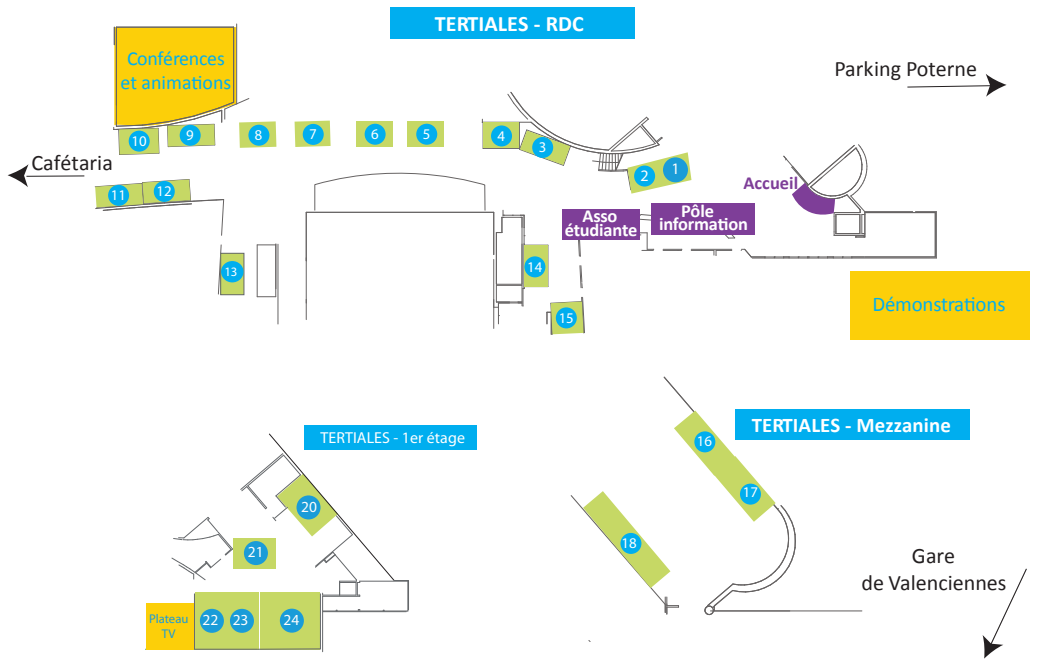 TERTIALES - RDC
Conférences
et animations
Parking Poterne
10
9
8
7
6
5
4
3
2
1
Cafétaria
11
12
Accueil
Asso
étudiante
Pôle
information
13
14
15
Démonstrations
TERTIALES - 1er étage
TERTIALES - Mezzanine
16
17
18
20
21
22
23
24
Plateau
TV
Gare
de Valenciennes